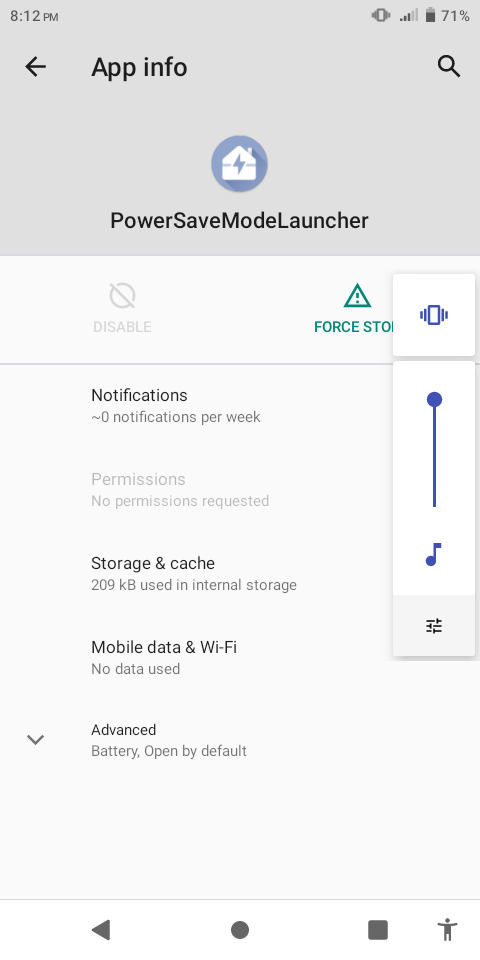 8:12 PM
71%
App info
PowerSaveModeLauncher
DISABLE
FORCE STO
Notifications
~0 notifications per week
Permissions
No permissions requested
Storage & cache
209 kB used in internal storage
Mobile data & Wi-Fi
No data used
Advanced
Battery, Open by default